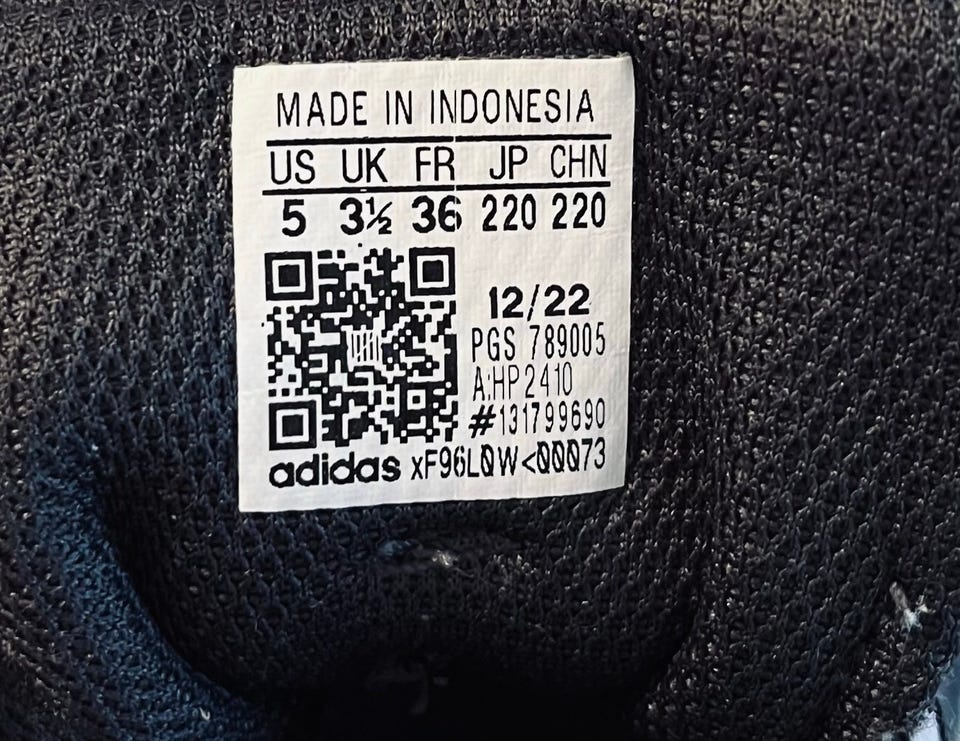 MADE IN INDONESIA
US UK FR JP CHN
5 3½ 36 220 220
12/22
PGS 789005
A:HP2410
#131799690
adidas xF96LQW<00073